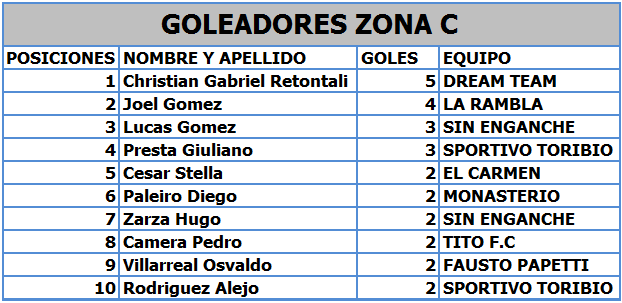 GOLEADORES ZONA C
POSICIONES NOMBRE Y APELLIDO GOLES EQUIPO
1 Christian Gabriel Retontali 5 DREAM TEAM
2 Joel Gomez 4 LA RAMBLA
3 Lucas Gomez 3 SIN ENGANCHE
4 Presta Giuliano 3 SPORTIVO TORIBIO
5 Cesar Stella 2 EL CARMEN
6 Paleiro Diego 2 MONASTERIO
7 Zarza Hugo 2 SIN ENGANCHE
8 Camera Pedro 2 TITO F.C
9 Villarreal Osvaldo 2 FAUSTO PAPETTI
10 Rodriguez Alejo 2 SPORTIVO TORIBIO